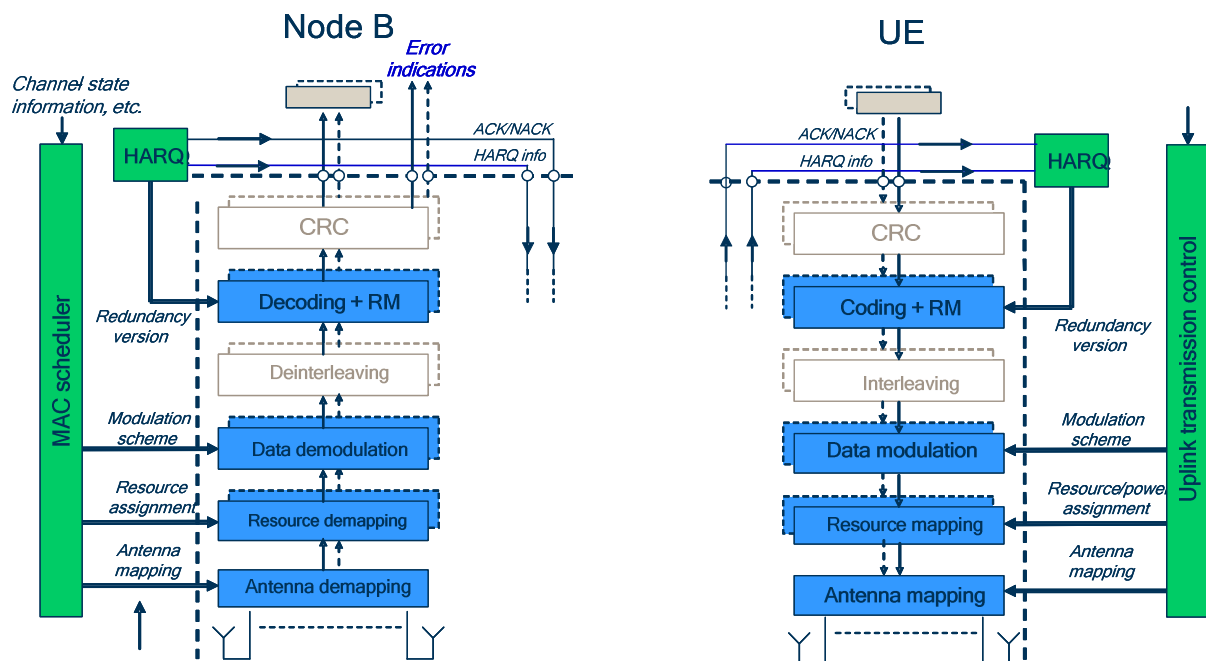 Node B
UE
Error
indications
Channel state
information, etc.
ACK/NACK
HARQ
HARQ info
CRC
Decoding + RM
Redundancy
version
Deinterleaving
MAC scheduler
Modulation
scheme
Data demodulation
Resource
assignment
Resource demapping
Antenna
mapping
Antenna demapping
ACK/NACK
HARQ info
HARQ
CRC
Coding + RM
Redundancy
version
Interleaving
Uplink transmission control
Modulation
scheme
Data modulation
Resource/power
assignment
Resource mapping
Antenna
mapping
Antenna mapping